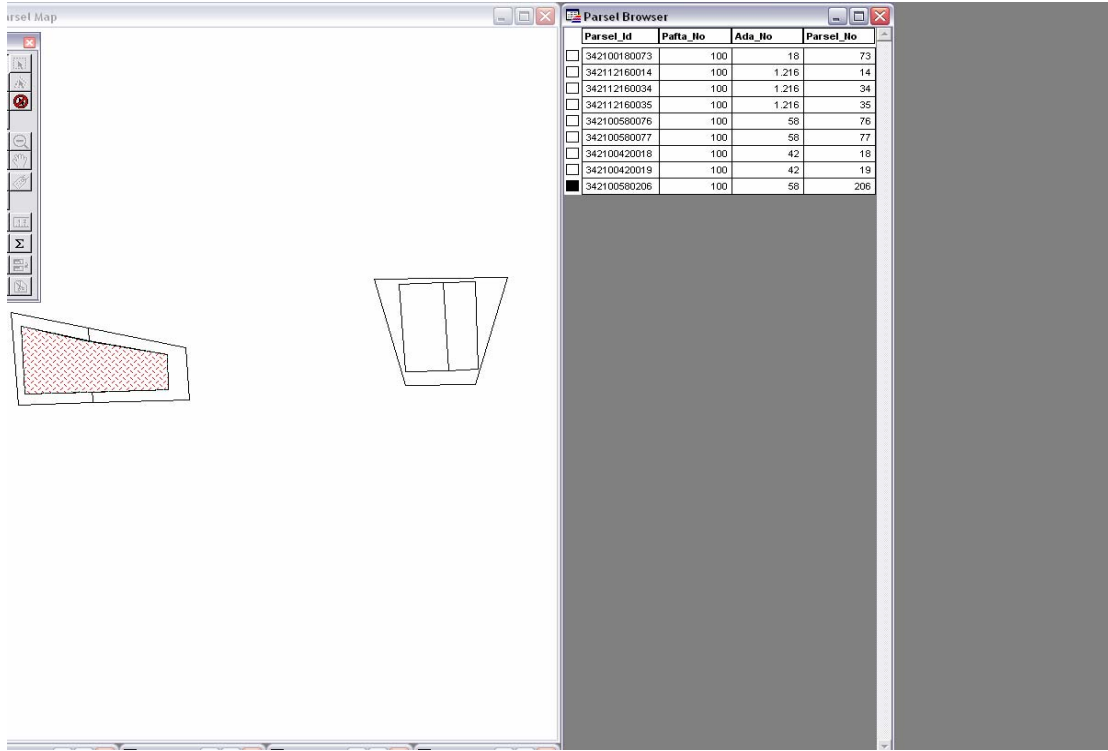 arsel Map
Parsel Browser
Parsel_Id Pafta_No Ada_No Parsel_No
342100180073 100 18 73
342112160014 100 1.216 14
342112160034 100 1.216 34
342112160035 100 1.216 35
342100580076 100 58 76
342100580077 100 58 77
342100420018 100 42 18
342100420019 100 42 19
342100580206 100 58 206
Σ